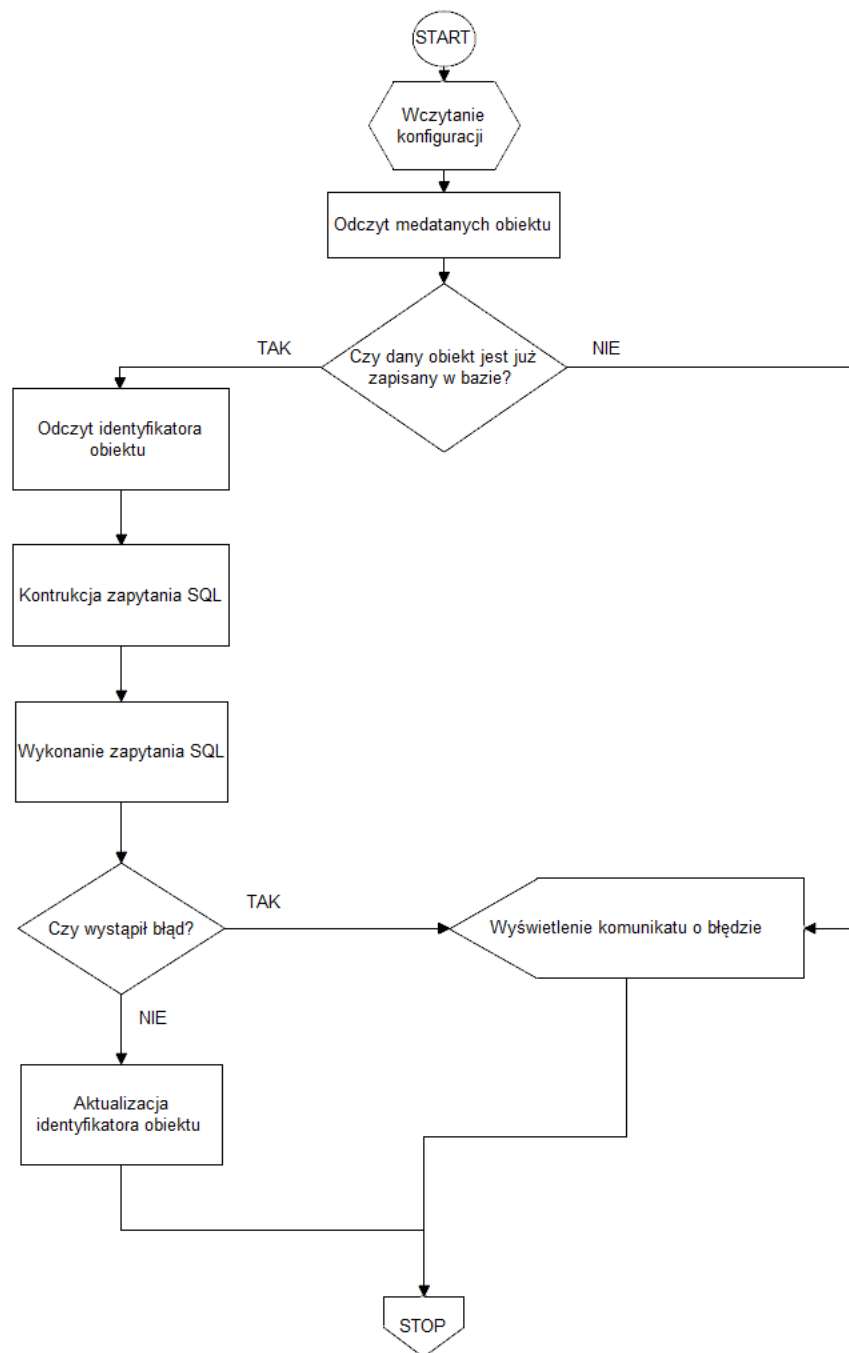 START
Wczytanie
konfiguracji
Odczyt medatanych obiektu
Czy dany obiekt jest już
zapisany w bazie?
TAK
NIE
Odczyt identyfikatora
obiektu
Kontrukcja zapytania SQL
Wykonanie zapytania SQL
Czy wystąpił błąd?
TAK
Wyświetlenie komunikatu o błędzie
NIE
Aktualizacja
identyfikatora obiektu
STOP